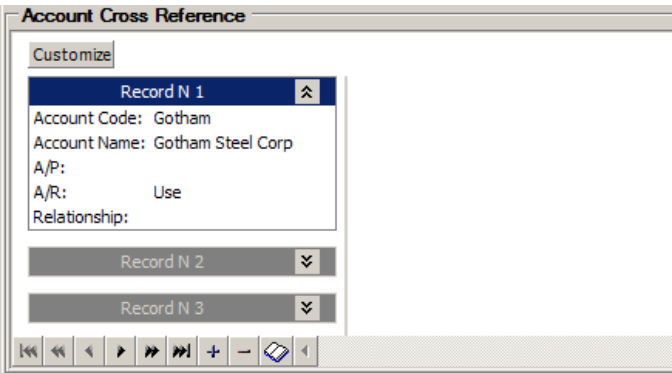 Account Cross Reference
Customize
Record N 1
Account Code: Gotham
Account Name: Gotham Steel Corp
A/P:
A/R: Use
Relationship:
Record N 2
Record N 3